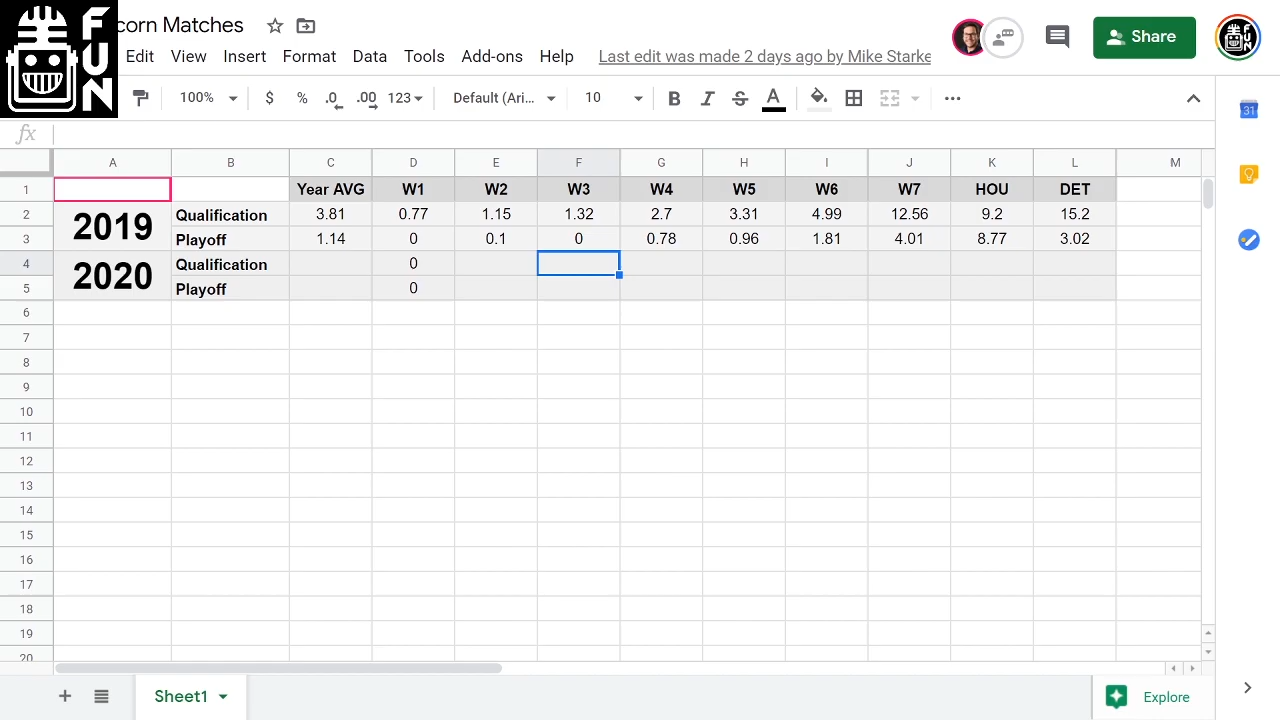 FUN
corn Matches
Edit View Insert Format Data Tools Add-ons Help Last edit was made 2 days ago by Mike Starke
Share
100% $ % .0 .00 123 Default (Ari... 10 B I S A
31
fx
A B C D E F G H I J K L M
1 Year AVG W1 W2 W3 W4 W5 W6 W7 HOU DET
2 2019 Qualification 3.81 0.77 1.15 1.32 2.7 3.31 4.99 12.56 9.2 15.2
3 Playoff 1.14 0 0.1 0 0.78 0.96 1.81 4.01 8.77 3.02
4 2020 Qualification 0
5 Playoff 0
6
7
8
9
10
11
12
13
14
15
16
17
18
19
20
Sheet1 Explore